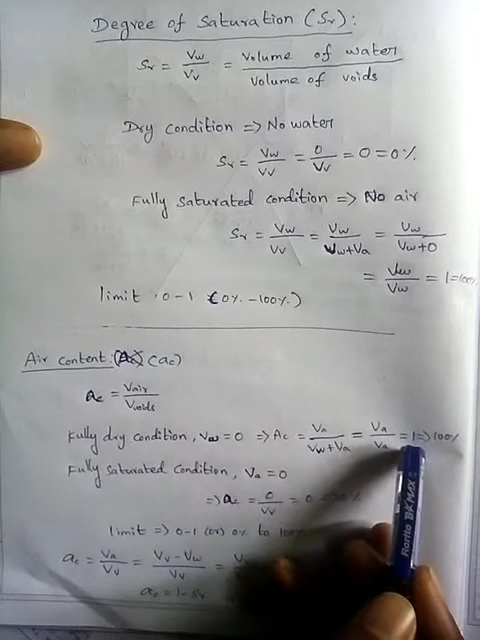 Degree of Saturation (Sr):
Sr = Vw/Vv = Volume of water/Volume of voids
Dry condition => No water
Sr = Vw/Vv = 0/Vv = 0 = 0%.
Fully saturated condition => No air
Sr = Vw/Vv = Vw/Vw+Va = Vw/Vw+0
= Vw/Vw = 1=100%
limit 0-1 (0% -100%)
Air content: (ac)
ac = Vair/Vvoids
Fully dry condition, Vw=0 => Ac = Va/Vw+Va = Va/Va = 1=>100%
Fully Saturated Condition, Va=0
=> ac = 0/Vv = 0
limit => 0-1 (or) 0% to
ac = Va/Vv = Vv-Vw/Vv =
ac = 1-Sr
Rorito BKMAX